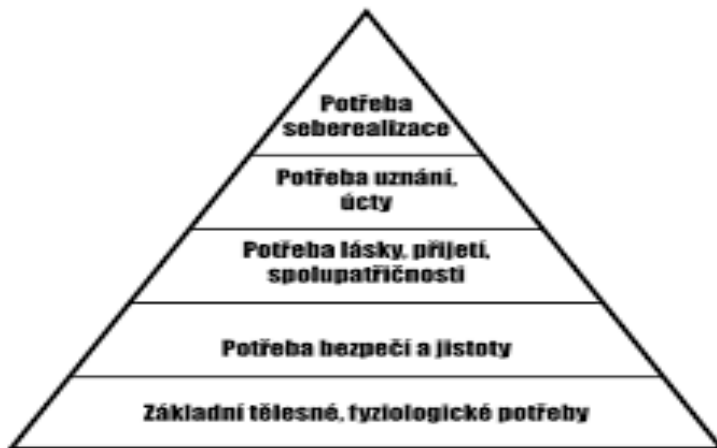 Potřeba
seberealizace
Potřeba uznání,
úcty
Potřeba lásky, přijetí,
spolupatřičnosti
Potřeba bezpečí a jistoty
Základní tělesné, fyziologické potřeby